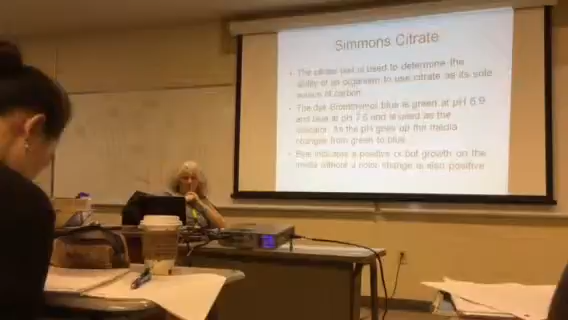 Simmons Citrate
• The citrate test is used to determine the
ability of an organism to use citrate as its sole
source of carbon.
• The dye Bromthymol blue is green at pH 6.9
and blue at pH 7.6 and is used as the
indicator. As the pH goes up the media
changes from green to blue.
• Blue indicates a positive rx but growth on the
media without a color change is also positive